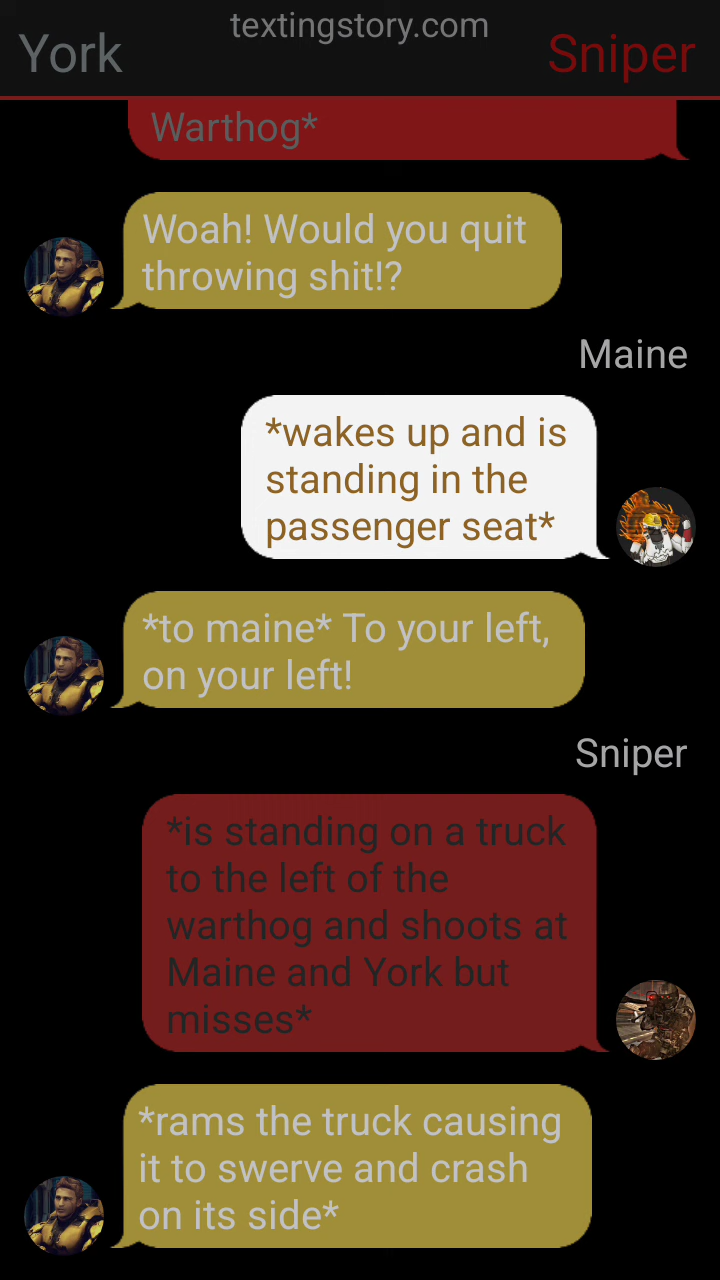 textingstory.com
York
Sniper
Warthog*
Woah! Would you quit
throwing shit!?
Maine
*wakes up and is
standing in the
passenger seat*
*to maine* To your left,
on your left!
Sniper
*is standing on a truck
to the left of the
warthog and shoots at
Maine and York but
misses*
*rams the truck causing
it to swerve and crash
on its side*